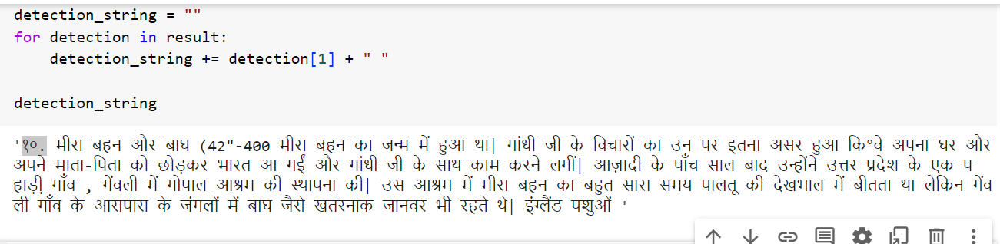 detection_string = ""
for detection in result:
    detection_string += detection[1] + " "
detection_string
'१०. मीरा बहन और बाघ (42"-400 मीरा बहन का जन्म में हुआ था| गांधी जी के विचारों का उन पर इतना असर हुआ कि॰वे अपना घर और
अपने माता-पिता को छोड़कर भारत आ गईं और गांधी जी के साथ काम करने लगीं| आज़ादी के पाँच साल बाद उन्होंने उत्तर प्रदेश के एक प
हाड़ी़ गाँव , गेंवली में गोपाल आश्रम की स्थापना की| उस आश्रम में मीरा बहन का बहुत सारा समय पालतू की देखभाल में बीतता था लेकिन गेंव
ली गाँव के आसपास के जंगलों में बाघ जैसे खतरनाक जानवर भी रहते थे| इंग्लैंड पशुओं '